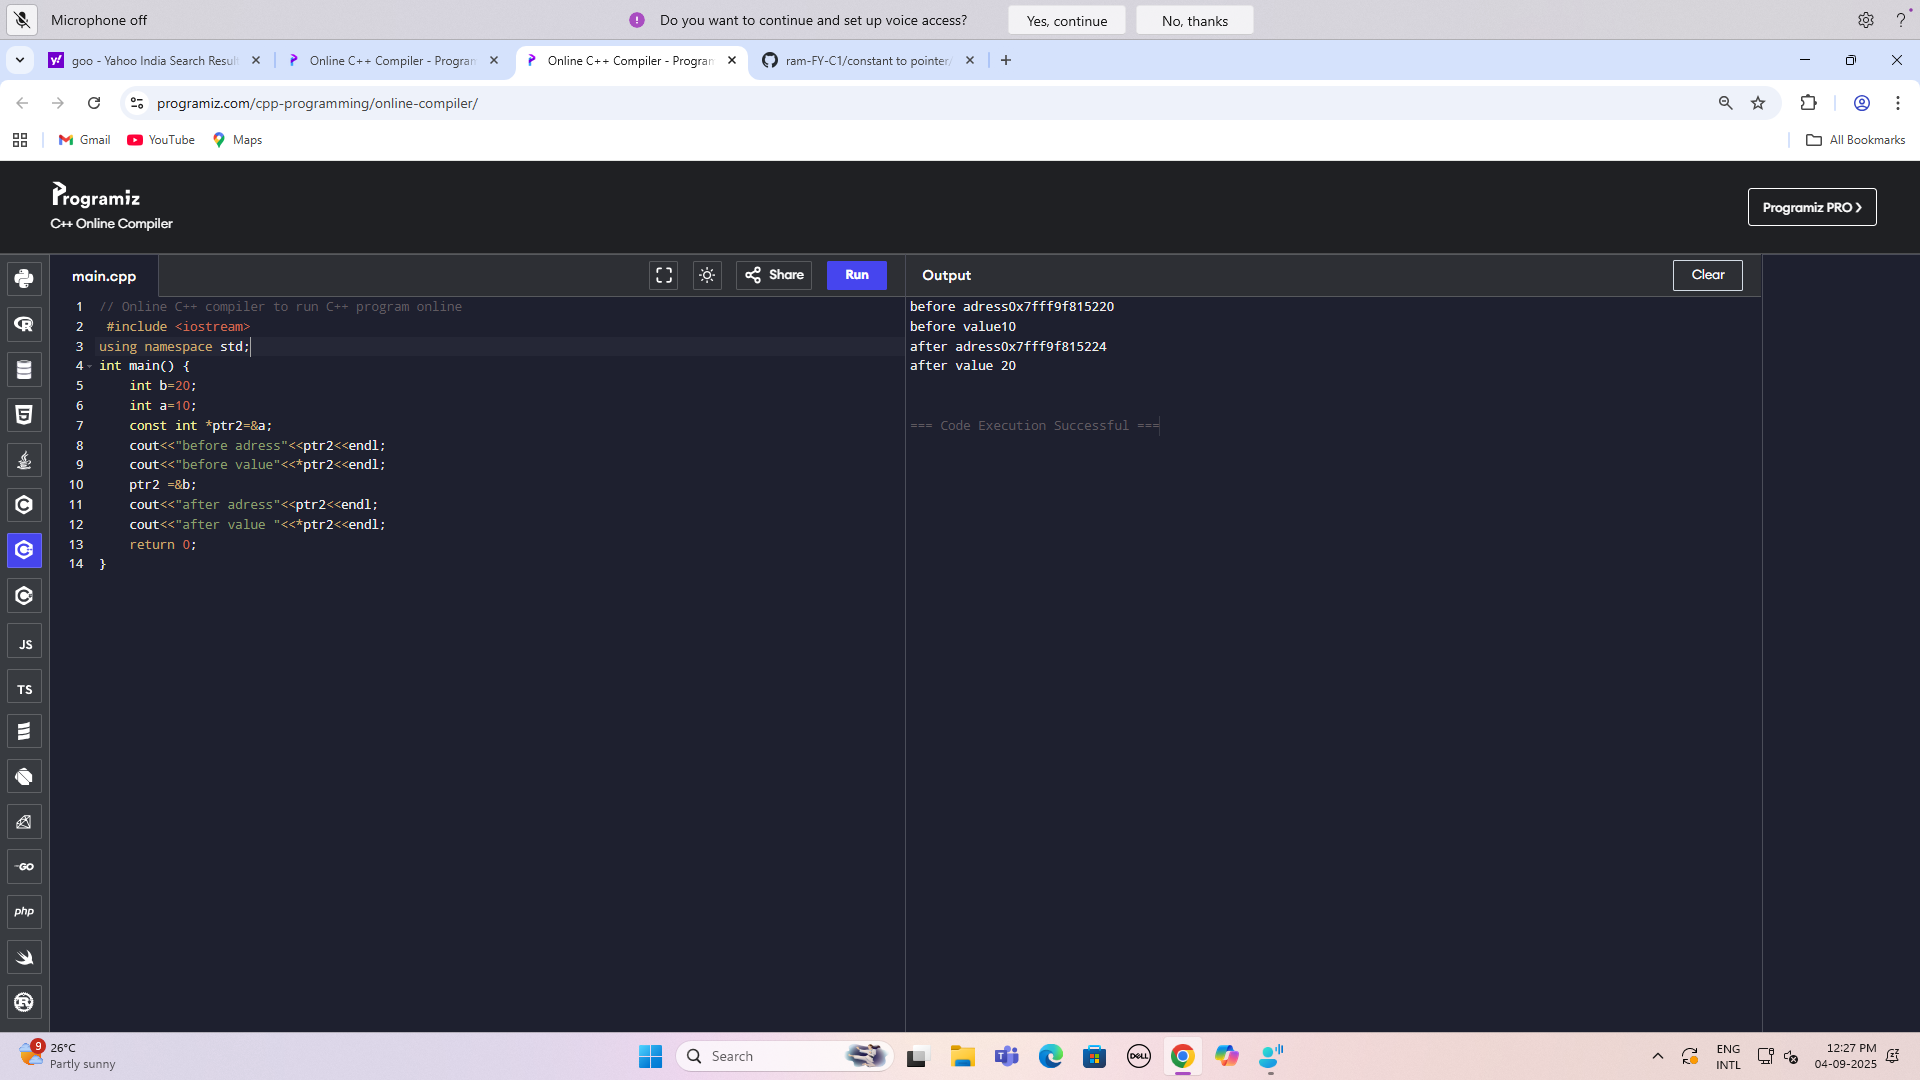 Microphone off
Do you want to continue and set up voice access?
Yes, continue
No, thanks
goo - Yahoo India Search Result
Online C++ Compiler - Program
Online C++ Compiler - Program
ram-FY-C1/constant to pointer/
programiz.com/cpp-programming/online-compiler/
Gmail
YouTube
Maps
All Bookmarks
Programiz
C++ Online Compiler
Programiz PRO
main.cpp
Share
Run
Output
Clear
1 // Online C++ compiler to run C++ program online
2 #include <iostream>
3 using namespace std;
4 int main() {
5 int b=20;
6 int a=10;
7 const int *ptr2=&a;
8 cout<<"before adress"<<ptr2<<endl;
9 cout<<"before value"<<*ptr2<<endl;
10 ptr2 =&b;
11 cout<<"after adress"<<ptr2<<endl;
12 cout<<"after value "<<*ptr2<<endl;
13 return 0;
14 }
before adress0x7fff9f815220
before value10
after adress0x7fff9f815224
after value 20
=== Code Execution Successful ===
JS
TS
GO
php
9
26°C
Partly sunny
Search
DELL
ENG
INTL
12:27 PM
04-09-2025